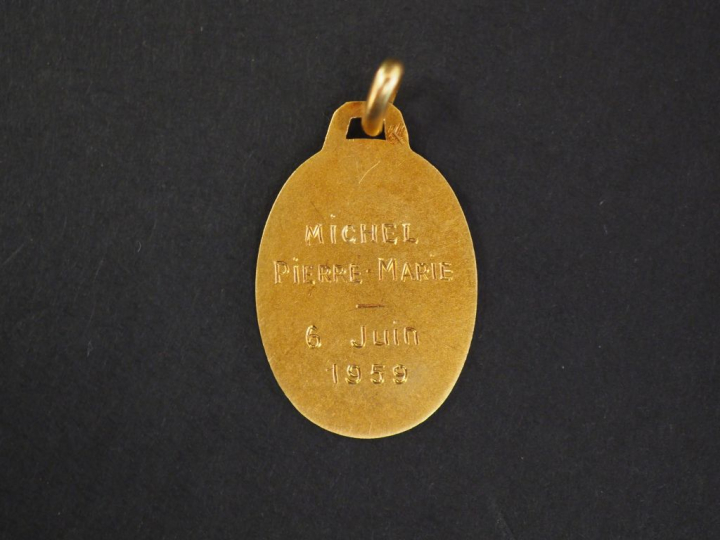 MiCHEL
PiERRE-MARIE
—
6 Juin
1959